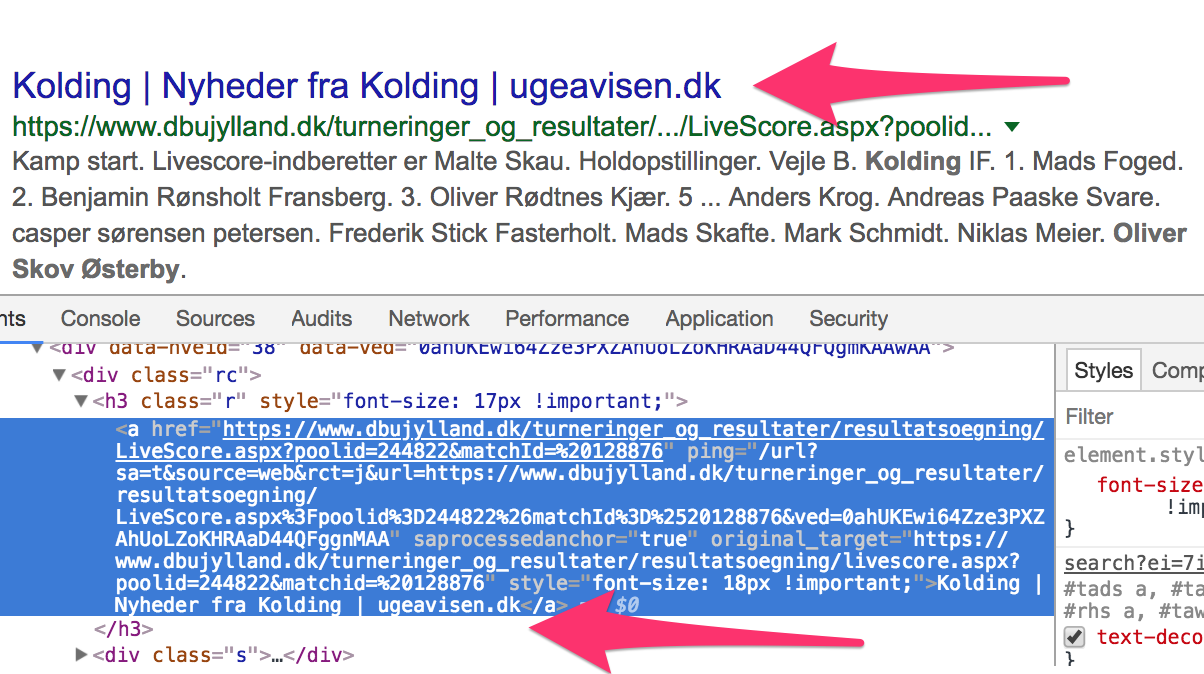 Kolding | Nyheder fra Kolding | ugeavisen.dk
https://www.dbujylland.dk/turneringer_og_resultater/.../LiveScore.aspx?poolid... ▼
Kamp start. Livescore-indberetter er Malte Skau. Holdopstillinger. Vejle B. Kolding IF. 1. Mads Foged.
2. Benjamin Rønsholt Fransberg. 3. Oliver Rødtnes Kjær. 5 ... Anders Krog. Andreas Paaske Svare.
casper sørensen petersen. Frederik Stick Fasterholt. Mads Skafte. Mark Schmidt. Niklas Meier. Oliver
Skov Østerby.
nts Console Sources Audits Network Performance Application Security
▼<div data-hveid="38" data-ved="0ahUKEwi64Zze3PXZAhUoLZoKHRAaD44QFQgmKAAwAA">
▼<div class="rc">
▼<h3 class="r" style="font-size: 17px !important;">
<a href="https://www.dbujylland.dk/turneringer_og_resultater/resultatsoegning/
LiveScore.aspx?poolid=244822&matchId=%20128876" ping="/url?
sa=t&source=web&rct=j&url=https://www.dbujylland.dk/turneringer_og_resultater/
resultatsoegning/
LiveScore.aspx%3Fpoolid%3D244822%26matchId%3D%2520128876&ved=0ahUKEwi64Zze3PXZ
AhUoLZoKHRAaD44QFggnMAA" saprocessedanchor="true" original_target="https://
www.dbujylland.dk/turneringer_og_resultater/resultatsoegning/livescore.aspx?
poolid=244822&matchid=%20128876" style="font-size: 18px !important;">Kolding |
Nyheder fra Kolding | ugeavisen.dk</a> $0
</h3>
▶<div class="s">…</div>
Styles Comp
Filter
element.styl
font-size
!imp
}
search?ei=7i
#tads a, #ta
#rhs a, #taw
text-deco
}